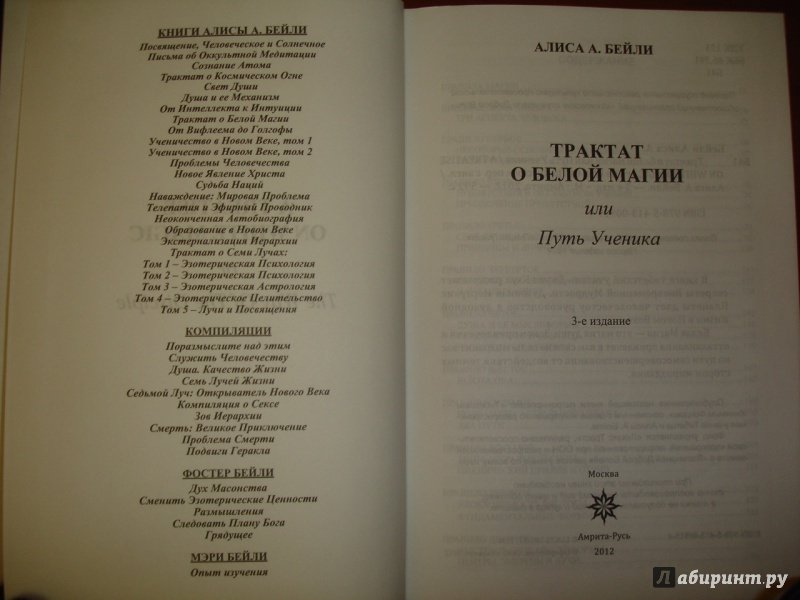 КНИГИ АЛИСЫ А. БЕЙЛИ
Посвящение, Человеческое и Солнечное
Письма об Оккультной Медитации
Сознание Атома
Трактат о Космическом Огне
Свет Души
Душа и ее Механизм
От Интеллекта к Интуиции
Трактат о Белой Магии
От Вифлеема до Голгофы
Ученичество в Новом Веке, том 1
Ученичество в Новом Веке, том 2
Проблемы Человечества
Новое Явление Христа
Судьба Наций
Наваждение: Мировая Проблема
Телепатия и Эфирный Проводник
Неоконченная Автобиография
Образование в Новом Веке
Экстернализация Иерархии
Трактат о Семи Лучах:
Том 1 – Эзотерическая Психология
Том 2 – Эзотерическая Психология
Том 3 – Эзотерическая Астрология
Том 4 – Эзотерическое Целительство
Том 5 – Лучи и Посвящения
КОМПИЛЯЦИИ
Поразмыслите над этим
Служить Человечеству
Душа. Качество Жизни
Семь Лучей Жизни
Седьмой Луч: Открыватель Нового Века
Компиляция о Сексе
Зов Иерархии
Смерть: Великое Приключение
Проблема Смерти
Подвиги Геракла
ФОСТЕР БЕЙЛИ
Дух Масонства
Сменить Эзотерические Ценности
Размышления
Следовать Плану Бога
Грядущее
МЭРИ БЕЙЛИ
Опыт изучения
АЛИСА А. БЕЙЛИ
ТРАКТАТ
О БЕЛОЙ МАГИИ
или
Путь Ученика
3-е издание
Москва
Амрита-Русь
2012
Лабиринт.ру